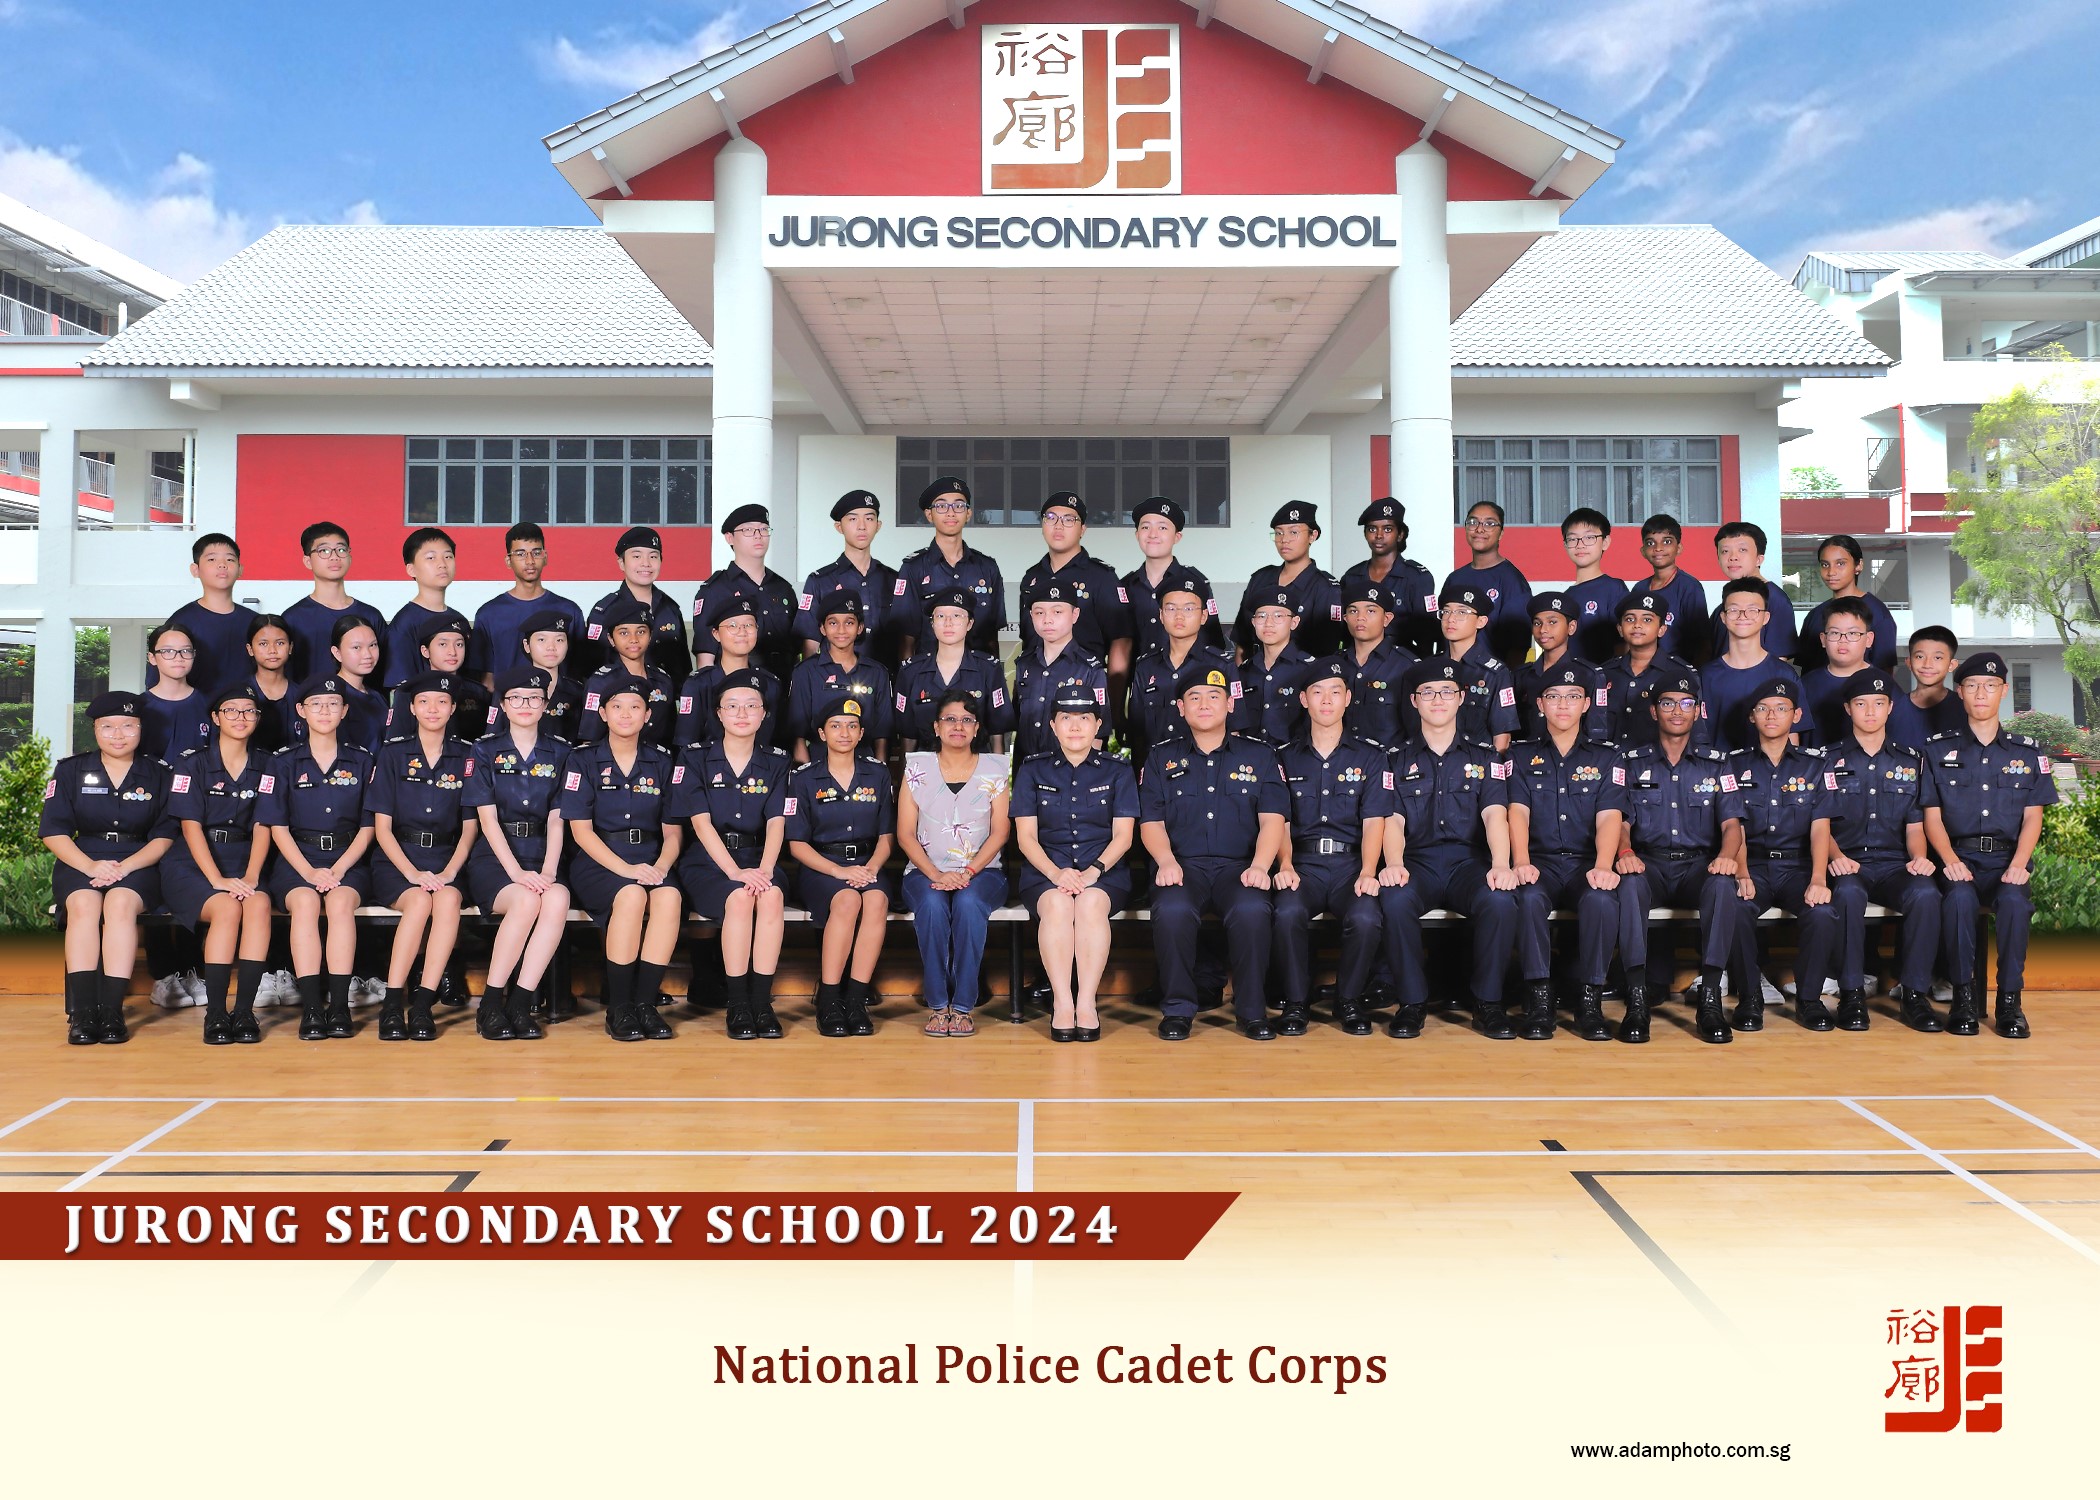 裕
廊
JURONG SECONDARY SCHOOL
JURONG SECONDARY SCHOOL 2024
National Police Cadet Corps
裕
廊
www.adamphoto.com.sg